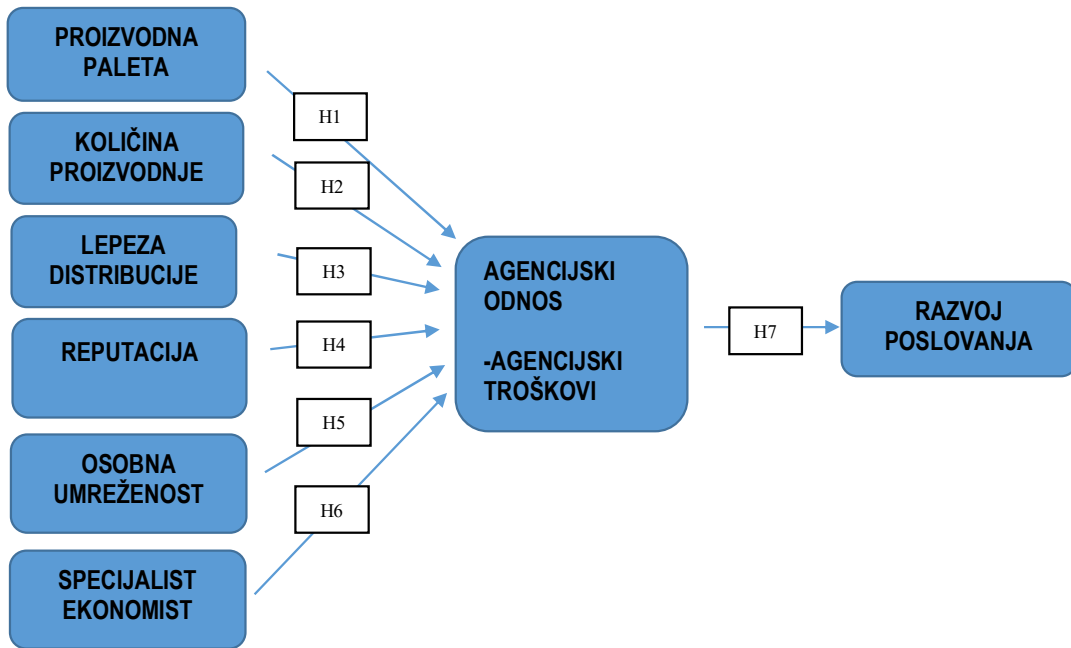 PROIZVODNA
PALETA
H1
KOLIČINA
PROIZVODNJE
H2
LEPEZA
DISTRIBUCIJE
H3
REPUTACIJA
H4
OSOBNA
UMREŽENOST
H5
SPECIJALIST
EKONOMIST
H6
AGENCIJSKI
ODNOS
-AGENCIJSKI
TROŠKOVI
H7
RAZVOJ
POSLOVANJA